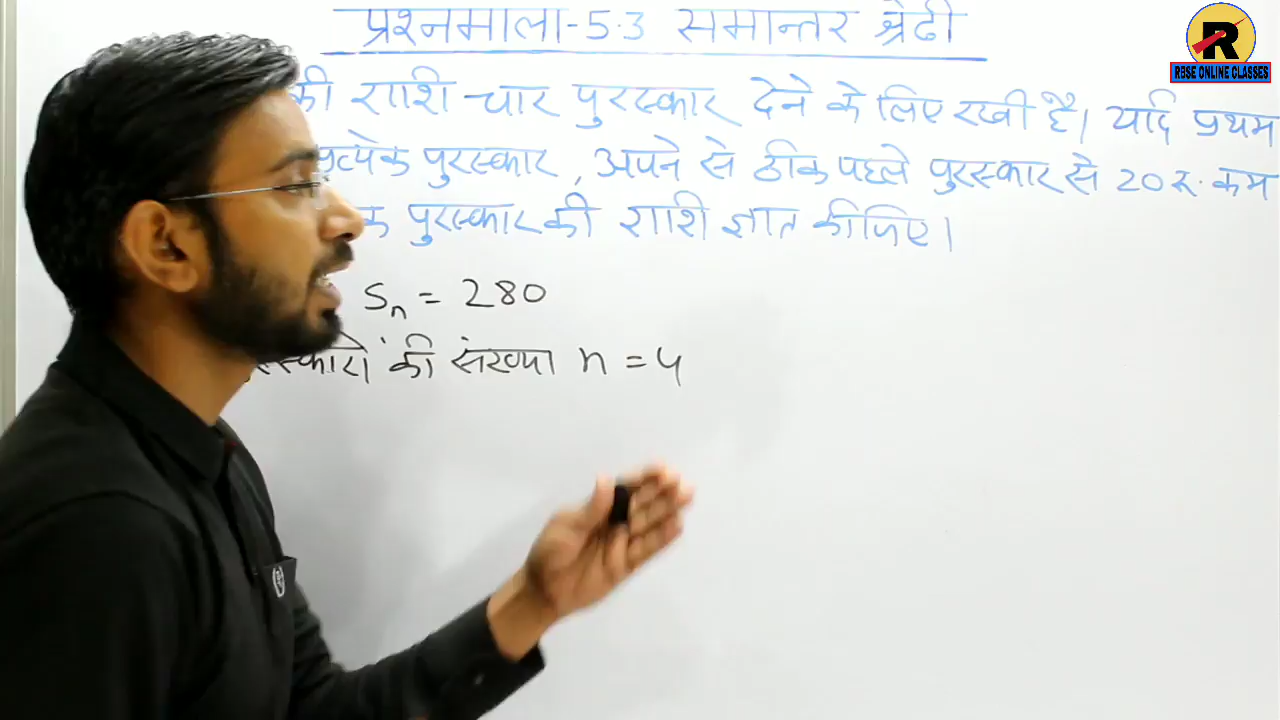 प्रश्नमाला-5.3 समान्तर श्रेढी
R
RBSE ONLINE CLASSES
की राशि चार पुरस्कार देने के लिए रखी है। यदि प्रथम
प्रत्येक पुरस्कार, अपने से ठीक पहले पुरस्कार से 20 रू. कम
पुरस्कार की राशि ज्ञात कीजिए।
Sn = 280
की संख्या n = 4